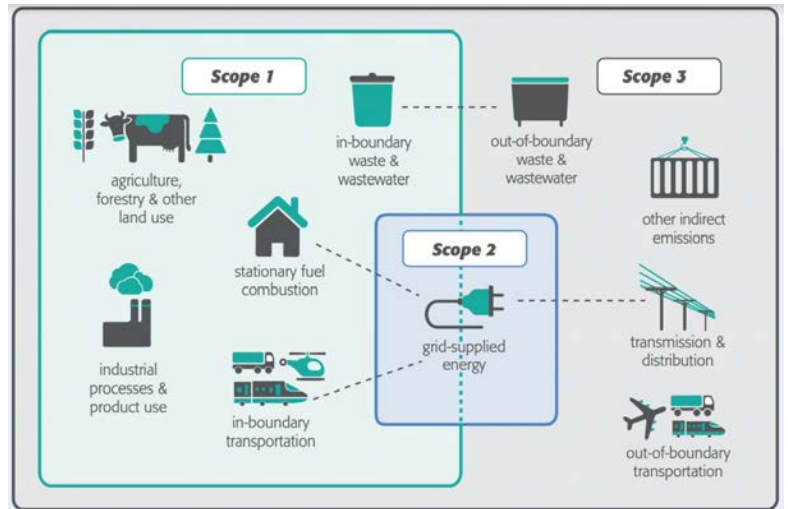 Scope 1
Scope 3
in-boundary
waste &
wastewater
out-of-boundary
waste &
wastewater
agriculture,
forestry & other
land use
other indirect
emissions
Scope 2
stationary fuel
combustion
grid-supplied
energy
transmission &
distribution
industrial
processes &
product use
in-boundary
transportation
out-of-boundary
transportation